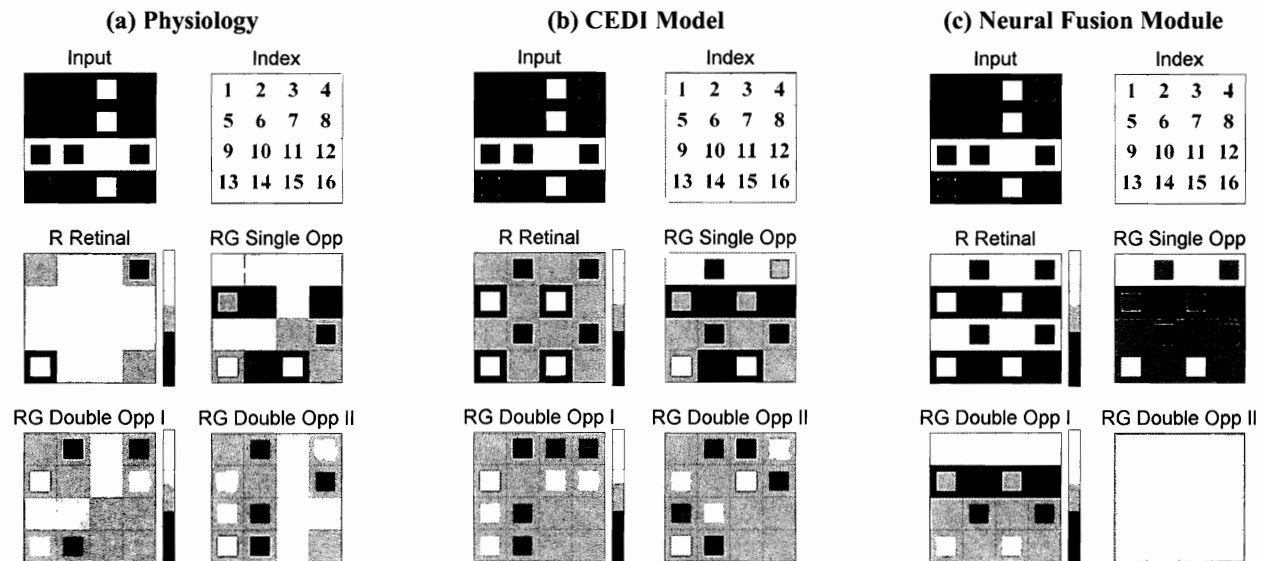 (a) Physiology
(b) CEDI Model
(c) Neural Fusion Module
Input
Index
Input
Index
Input
Index
1 2 3 4
5 6 7 8
9 10 11 12
13 14 15 16
1 2 3 4
5 6 7 8
9 10 11 12
13 14 15 16
1 2 3 4
5 6 7 8
9 10 11 12
13 14 15 16
R Retinal
RG Single Opp
R Retinal
RG Single Opp
R Retinal
RG Single Opp
RG Double Opp I
RG Double Opp II
RG Double Opp I
RG Double Opp II
RG Double Opp I
RG Double Opp II